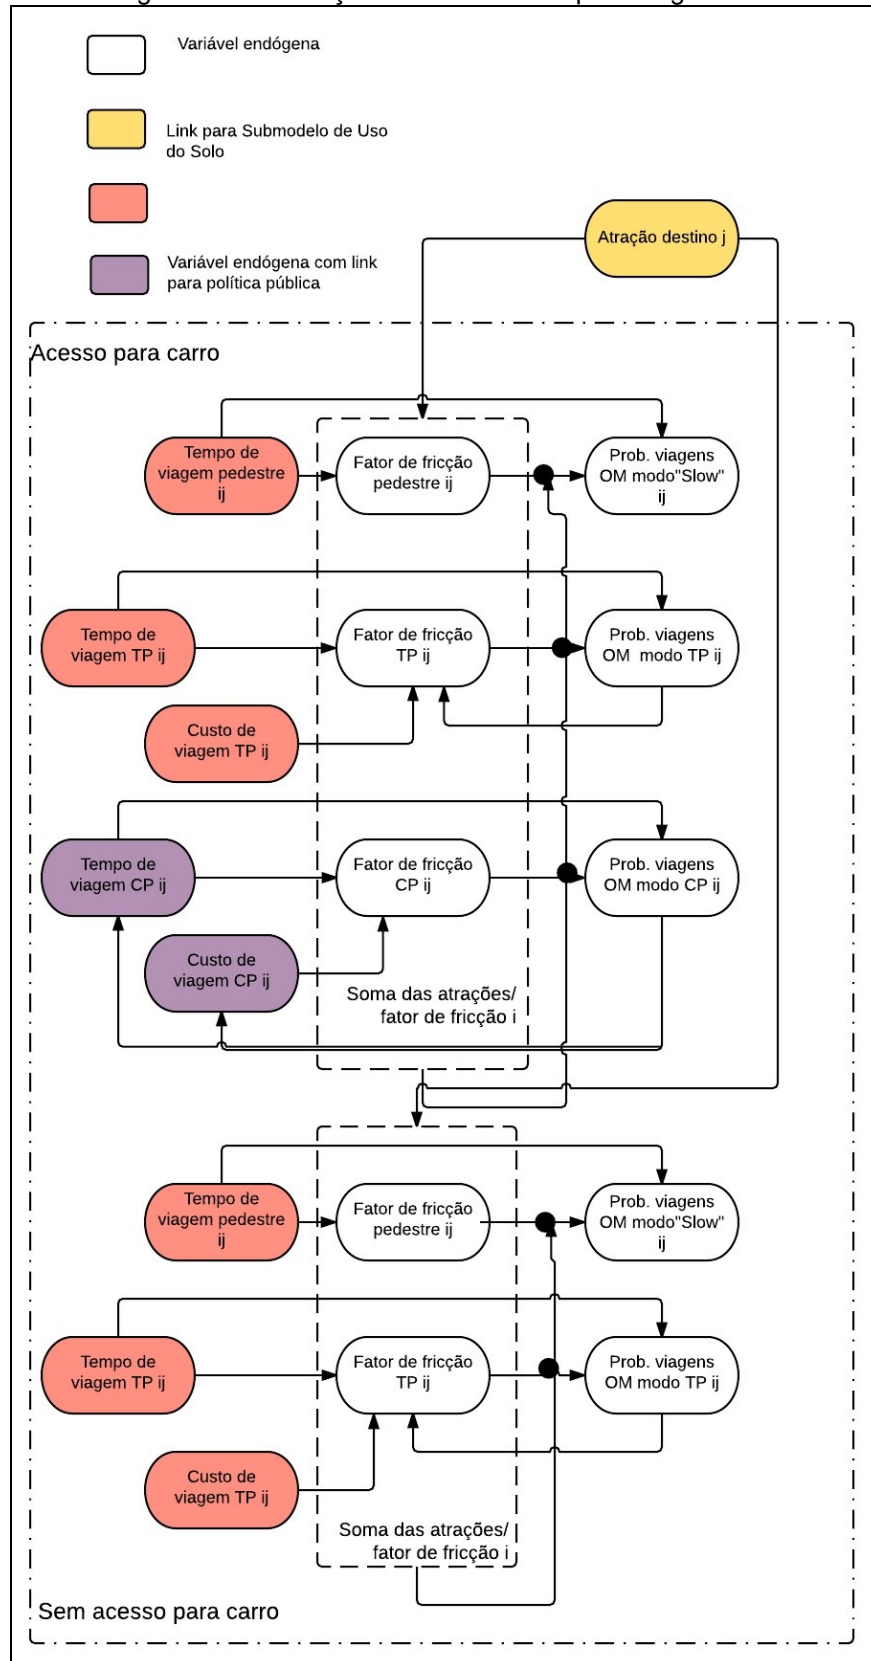 Variável endógena
Link para Submodelo de Uso
do Solo
Variável endógena com link
para política pública
Atração destino j
Acesso para carro
Tempo de
viagem pedestre
ij
Fator de fricção
pedestre ij
Prob. viagens
OM modo"Slow"
ij
Tempo de
viagem TP ij
Fator de fricção
TP ij
Prob. viagens
OM modo TP ij
Custo de
viagem TP ij
Tempo de
viagem CP ij
Fator de fricção
CP ij
Prob. viagens
OM modo CP ij
Custo de
viagem CP ij
Soma das atrações/
fator de fricção i
Tempo de
viagem pedestre
ij
Fator de fricção
pedestre ij
Prob. viagens
OM modo"Slow"
ij
Tempo de
viagem TP ij
Fator de fricção
TP ij
Prob. viagens
OM modo TP ij
Custo de
viagem TP ij
Soma das atrações/
fator de fricção i
Sem acesso para carro